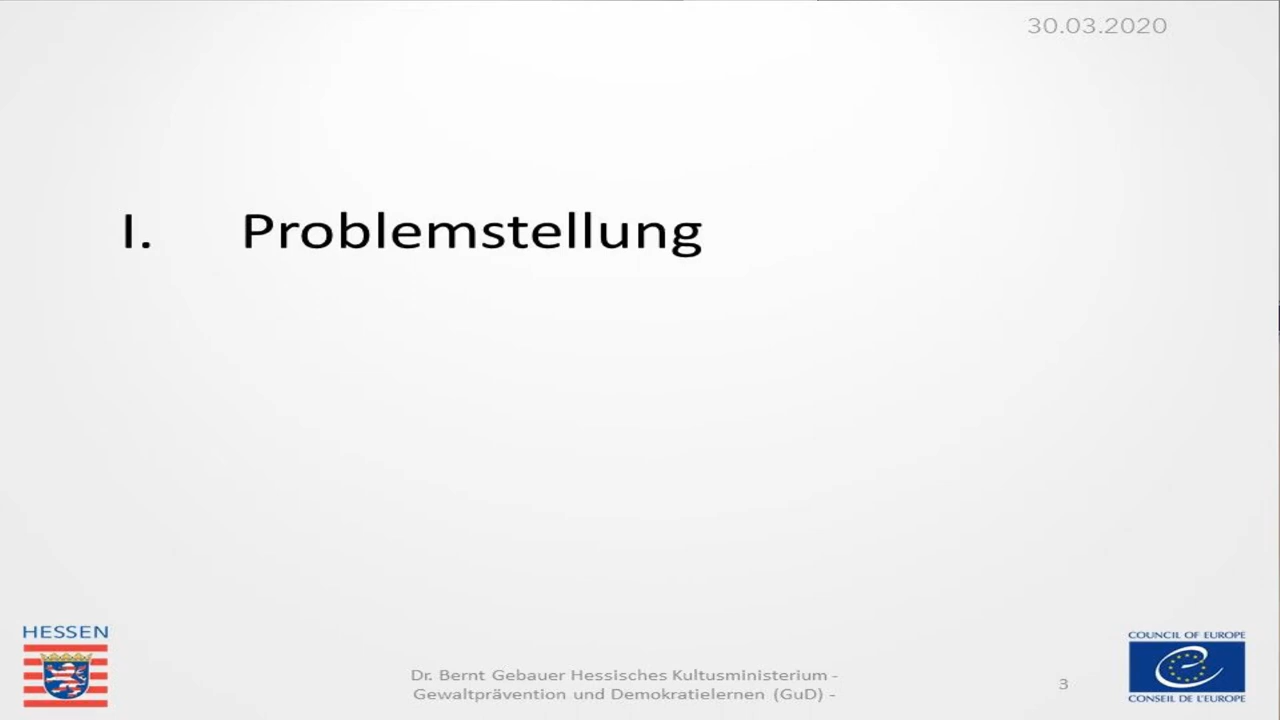 30.03.2020
I. Problemstellung
HESSEN
Dr. Bernt Gebauer Hessisches Kultusministerium -
Gewaltprävention und Demokratielernen (GuD) -
3
COUNCIL OF EUROPE
CONSEIL DE L'EUROPE